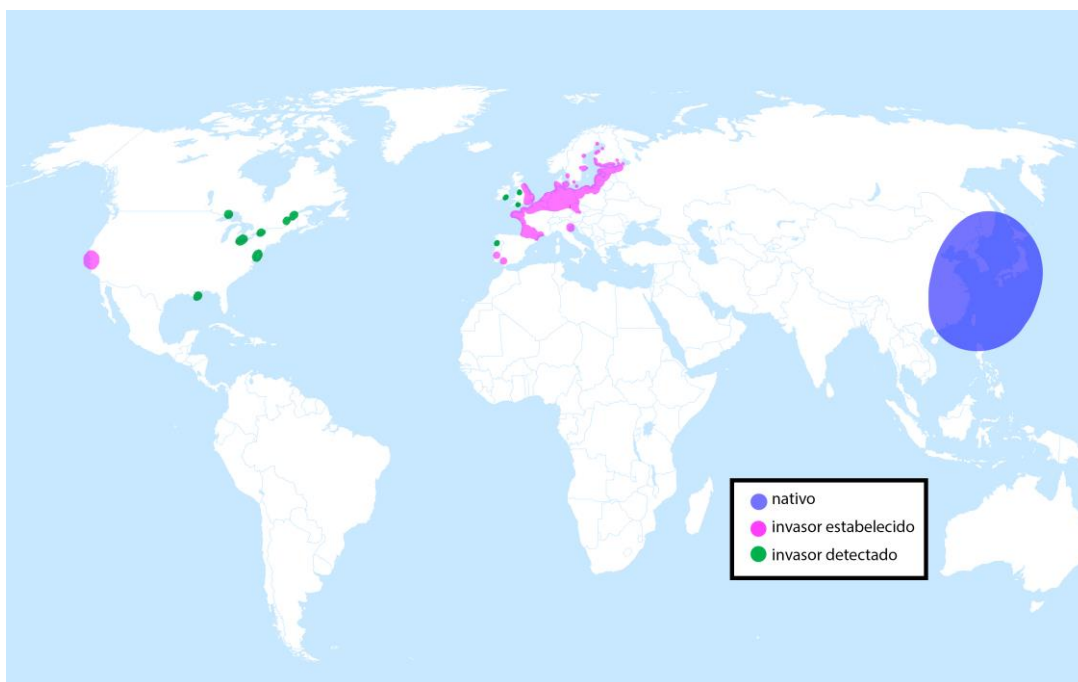 nativo
invasor estabelecido
invasor detectado